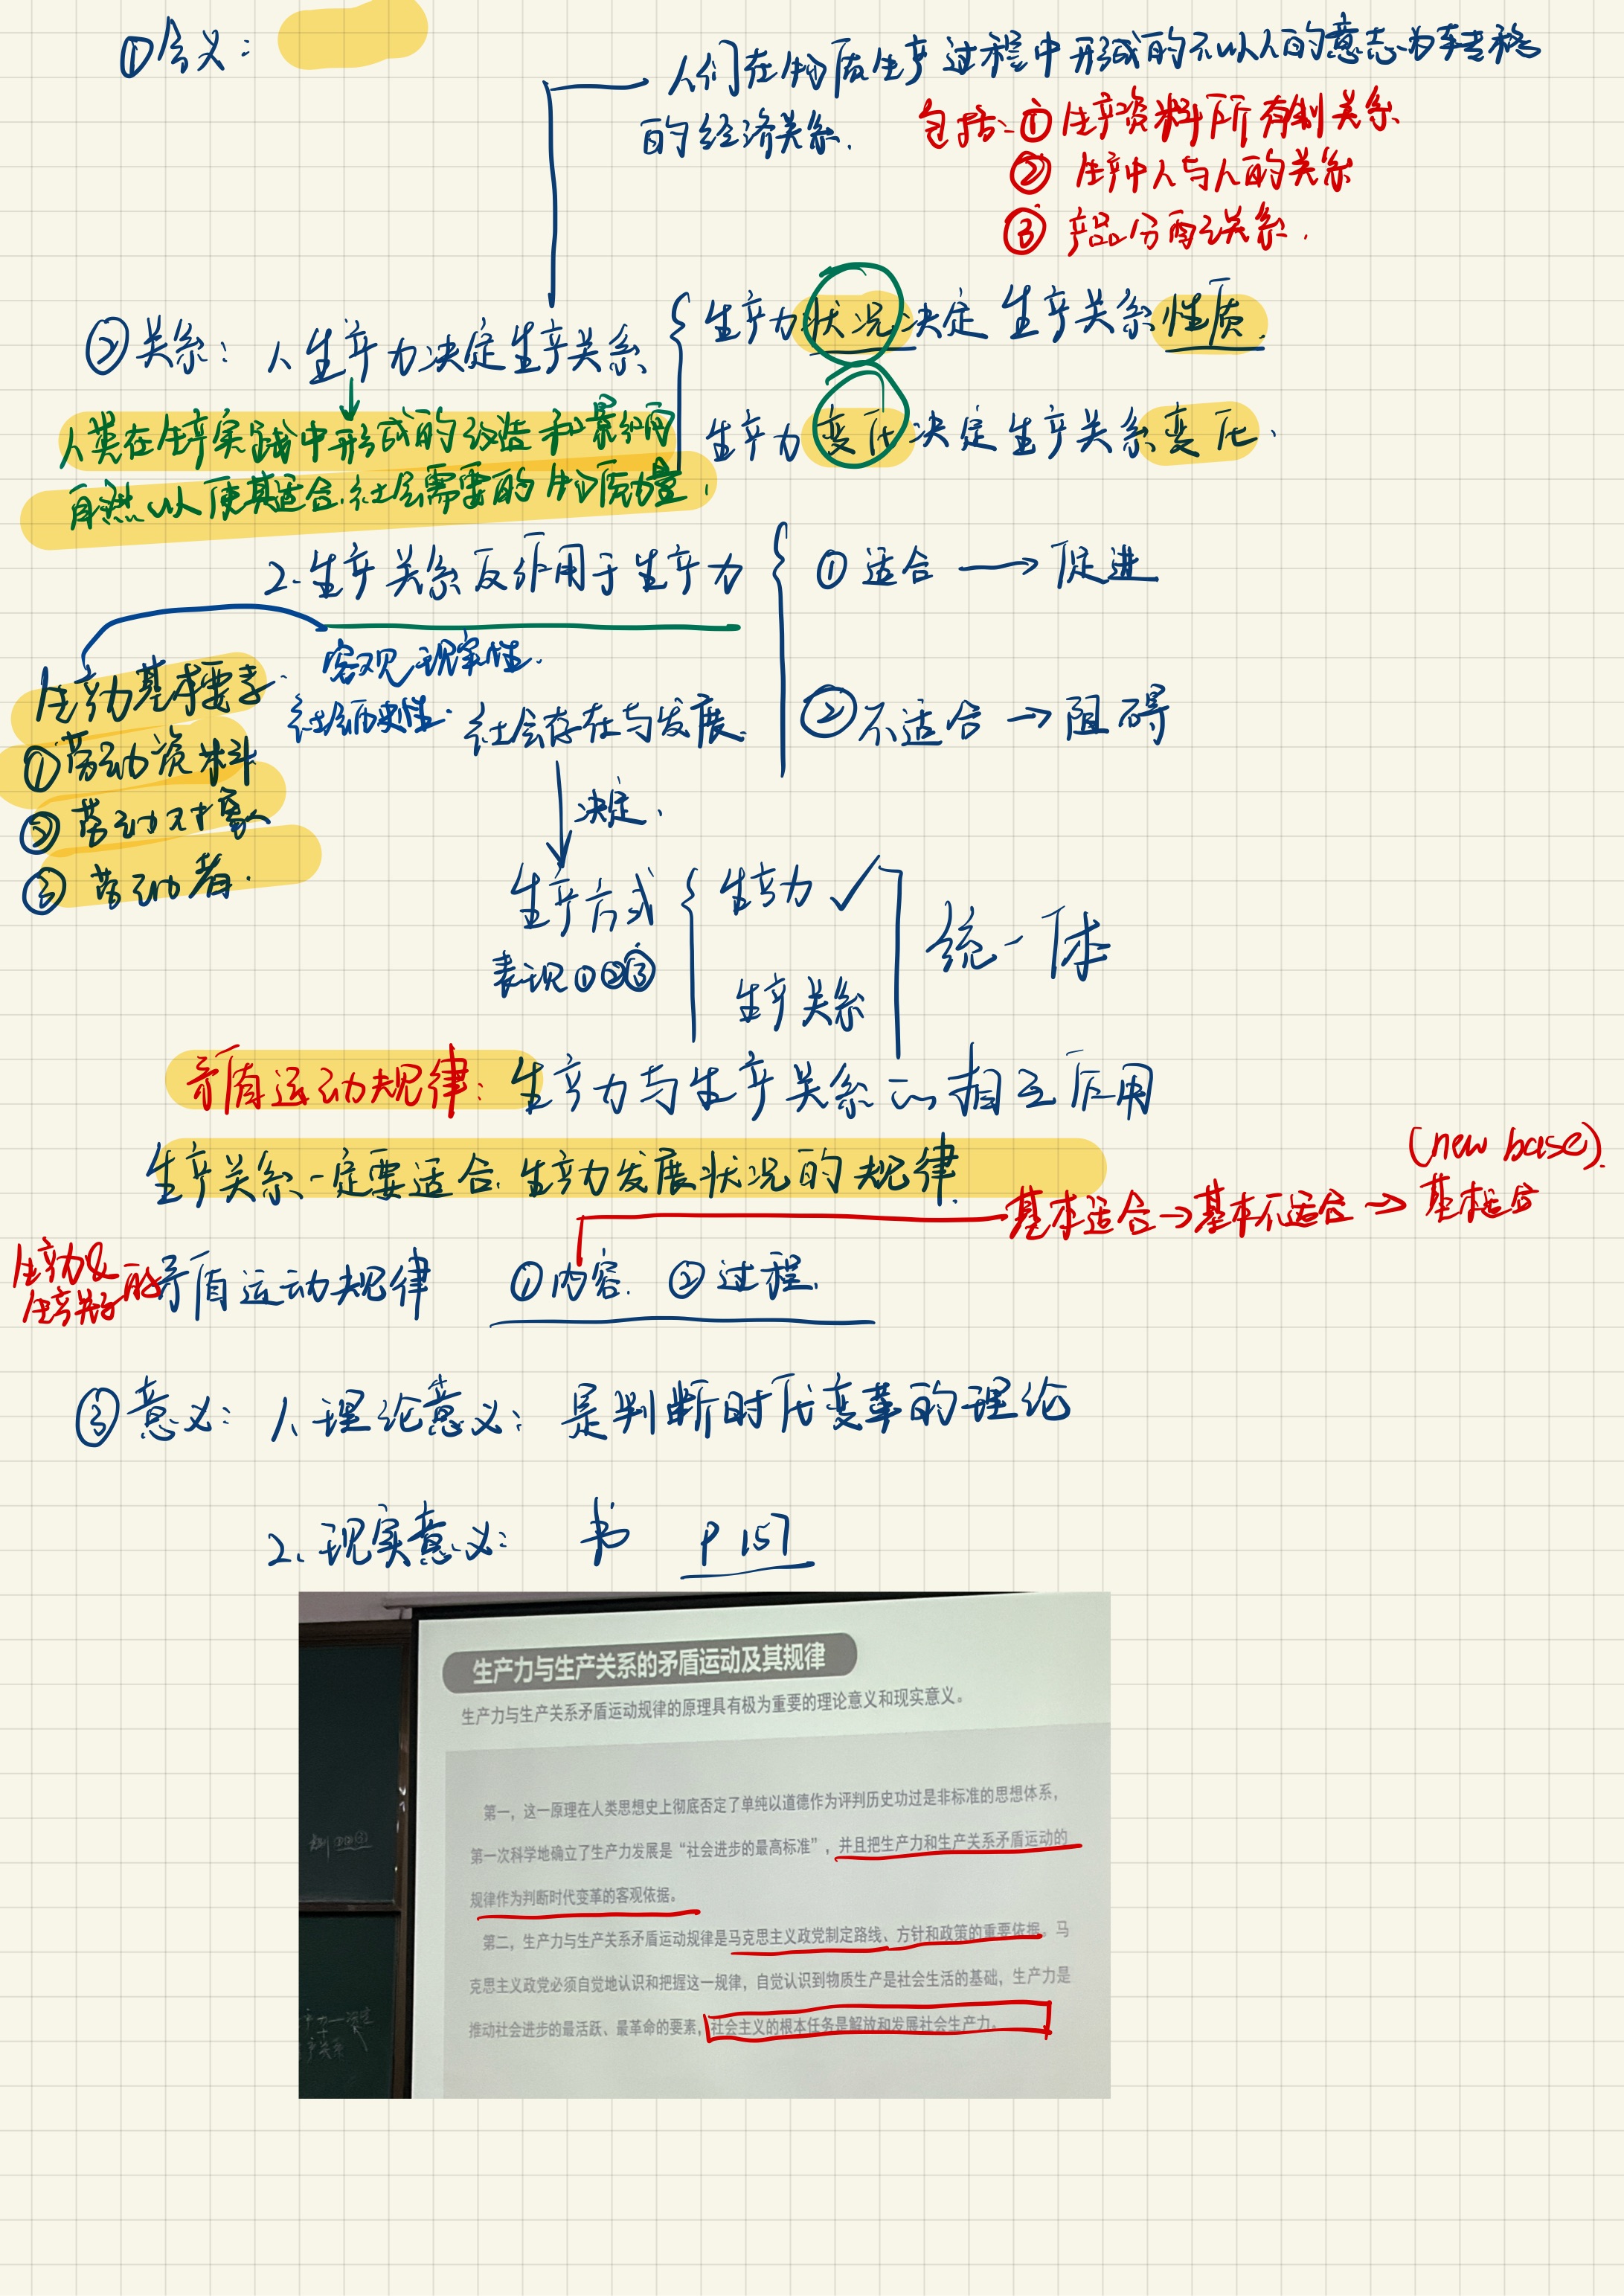 ①含义：
人们在物质生产过程中形成的不以人的意志为转移
的经济关系.
包括：①生产资料所有制关系
② 生产中人与人的关系
③ 产品分配关系.
②关系： 1.生产力决定生产关系
生产力状况决定生产关系性质.
生产力变化决定生产关系变化.
人类在生产实践中形成的改造和影响
自然以使其适合社会需要的物质力量.
2.生产关系反作用于生产力
① 适合 → 促进
② 不适合 → 阻碍
客观现实性.
社会历史性.
生产力基本要素
①劳动资料
②劳动对象
③劳动者.
社会存在与发展.
决定.
生产方式
表现①②③
生产力 ✓
生产关系
统一体
矛盾运动规律：生产力与生产关系的相互作用
生产关系一定要适合生产力发展状况的规律.
(new base).
基本适合→基本不适合→基本适合
生产力&
生产关系的
矛盾运动规律 ①内容. ②过程.
③意义： 1.理论意义：是判断时代变革的理论
2.现实意义： 书 P157
生产力与生产关系的矛盾运动及其规律
生产力与生产关系矛盾运动规律的原理具有极为重要的理论意义和现实意义。
第一，这一原理在人类思想史上彻底否定了单纯以道德作为评判历史功过是非标准的思想体系，
第一次科学地确立了生产力发展是“社会进步的最高标准”，并且把生产力和生产关系矛盾运动的
规律作为判断时代变革的客观依据。
第二，生产力与生产关系矛盾运动规律是马克思主义政党制定路线、方针和政策的重要依据。马
克思主义政党必须自觉地认识和把握这一规律，自觉认识到物质生产是社会生活的基础，生产力是
推动社会进步的最活跃、最革命的要素，社会主义的根本任务是解放和发展社会生产力。